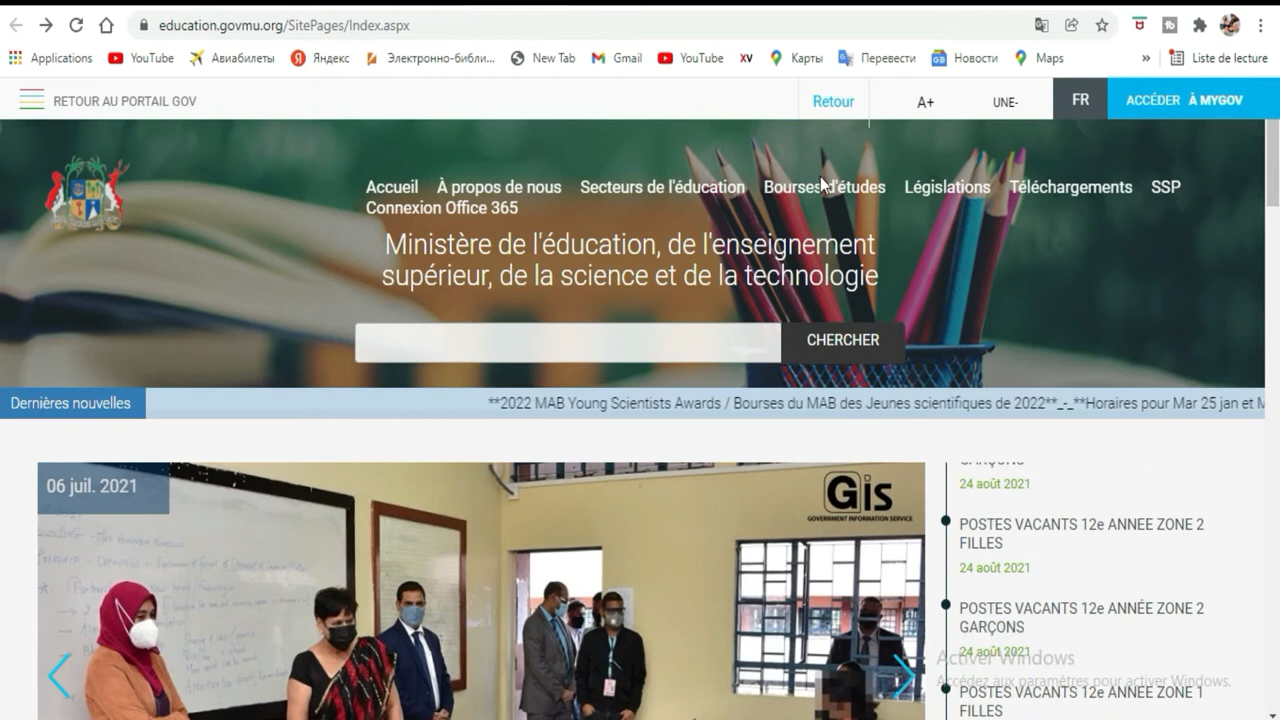 education.govmu.org/SitePages/Index.aspx
Applications YouTube Авиабилеты Яндекс Электронно-библи... New Tab Gmail YouTube XV Карты Перевести Новости Maps » Liste de lecture
RETOUR AU PORTAIL GOV Retour A+ UNE- FR ACCÉDER À MYGOV
Accueil À propos de nous Secteurs de l'éducation Bourses d'études Législations Téléchargements SSP
Connexion Office 365
Ministère de l'éducation, de l'enseignement
supérieur, de la science et de la technologie
CHERCHER
Dernières nouvelles **2022 MAB Young Scientists Awards / Bourses du MAB des Jeunes scientifiques de 2022**_-_**Horaires pour Mar 25 jan et M
06 juil. 2021
Gis
GOVERNMENT INFORMATION SERVICE
GARÇONS
24 août 2021
POSTES VACANTS 12e ANNEE ZONE 2
FILLES
24 août 2021
POSTES VACANTS 12e ANNÉE ZONE 2
GARÇONS
24 août 2021
POSTES VACANTS 12e ANNEE ZONE 1
FILLES
Activer Windows
Accédez aux paramètres pour activer Windows.